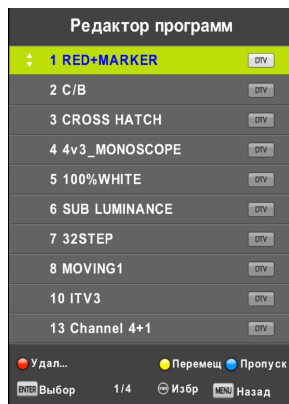 Редактор программ
1 RED+MARKER DTV
2 C/B DTV
3 CROSS HATCH DTV
4 4v3_MONOSCOPE DTV
5 100%WHITE DTV
6 SUB LUMINANCE DTV
7 32STEP DTV
8 MOVING1 DTV
10 ITV3 DTV
13 Channel 4+1 DTV
Удал... Перемещ Пропуск
ENTER Выбор 1/4 Избр MENU Назад